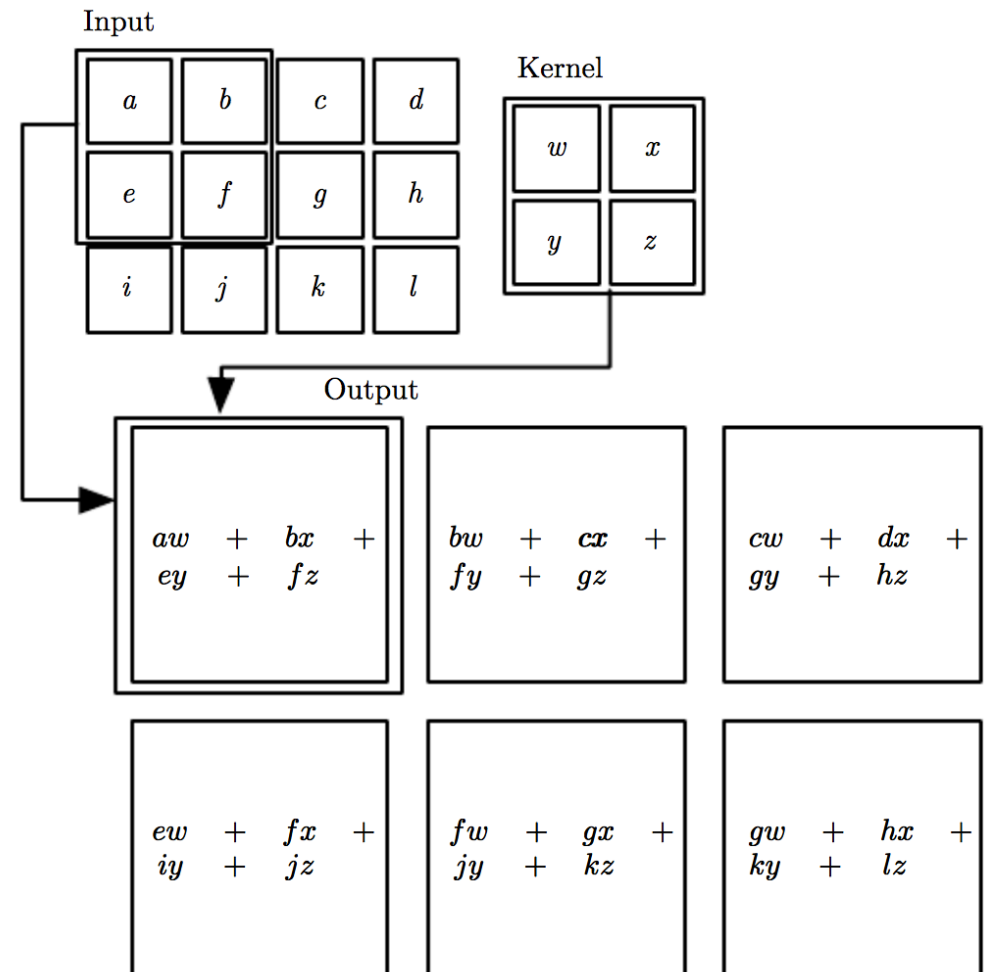 Input
Kernel
a b c d
w x
e f g h
y z
i j k l
Output
aw + bx +
ey + fz
bw + cx +
fy + gz
cw + dx +
gy + hz
ew + fx +
iy + jz
fw + gx +
jy + kz
gw + hx +
ky + lz